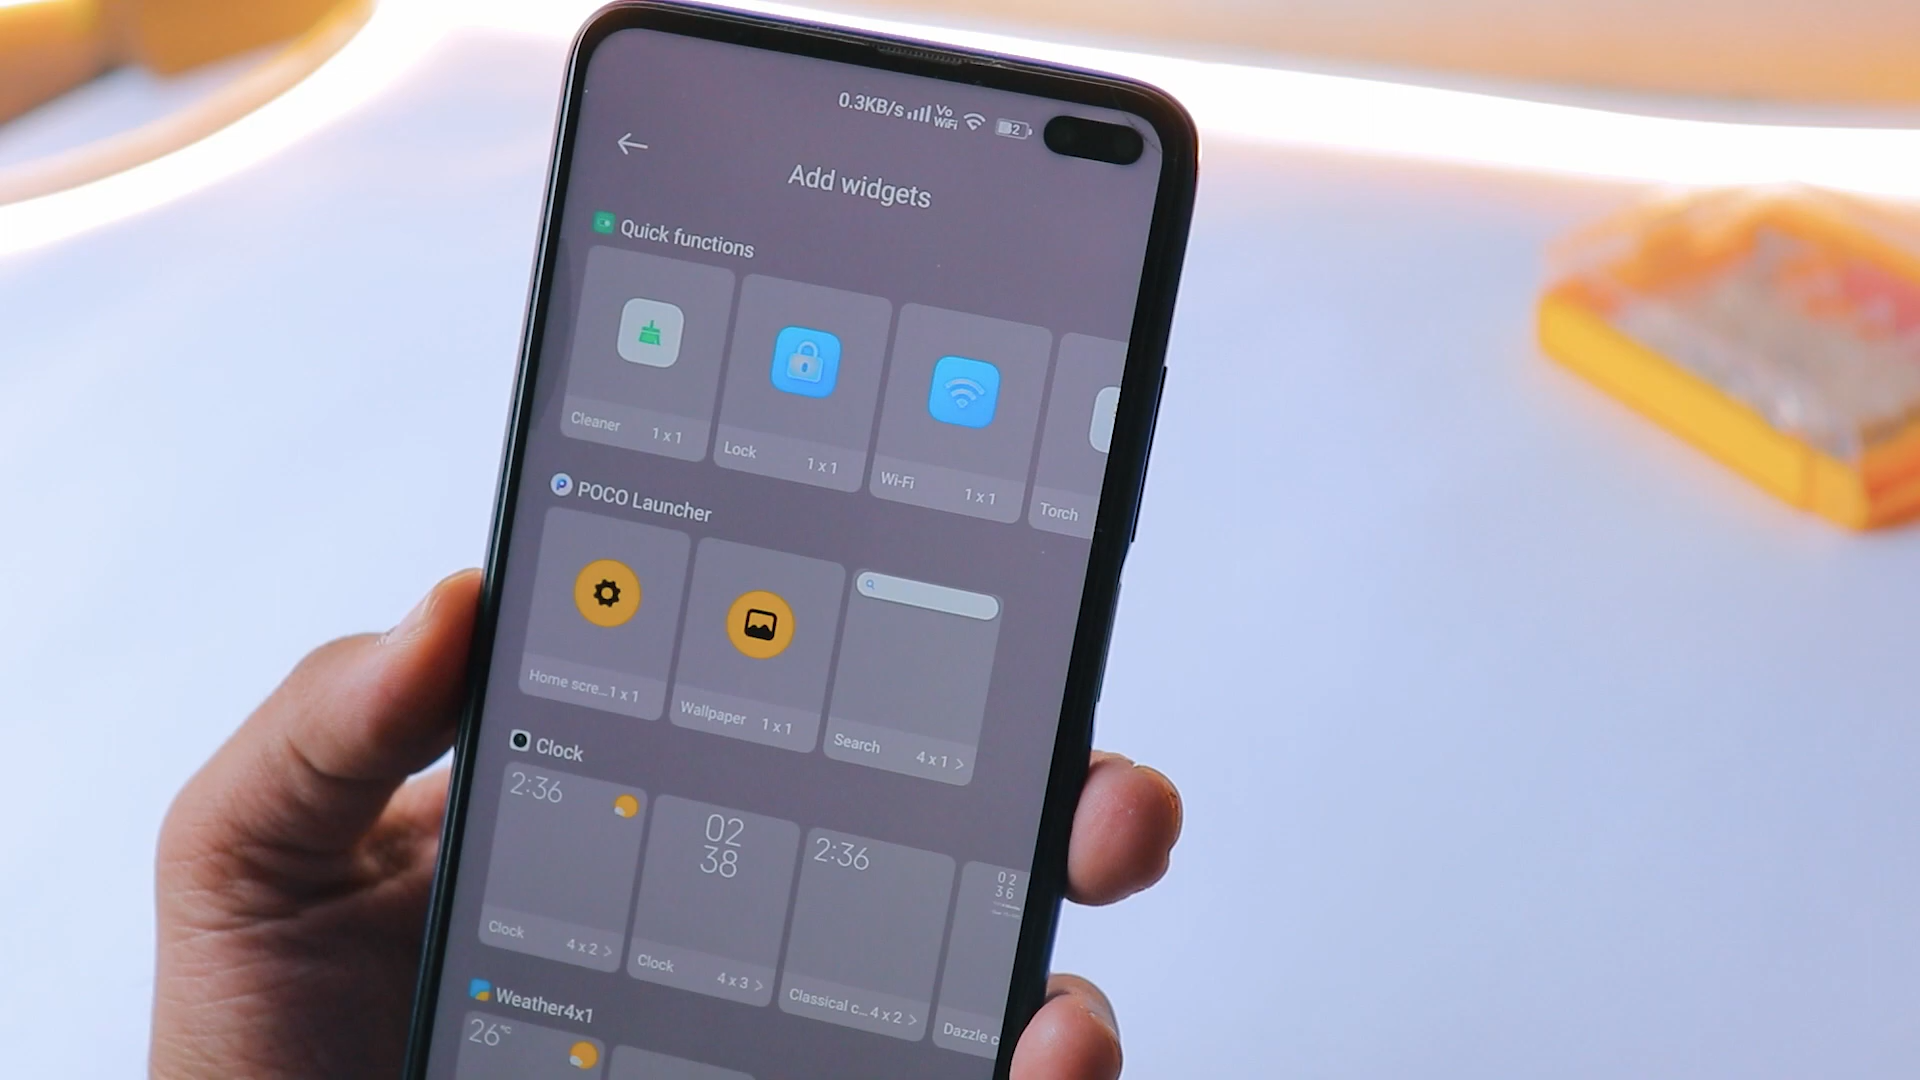 0.3KB/s Vo WiFi
Add widgets
Quick functions
Cleaner 1 x 1
Lock 1 x 1
Wi-Fi 1 x 1
Torch
POCO Launcher
Home scre... 1 x 1
Wallpaper 1 x 1
Search 4 x 1 >
Clock
2:36
02
38
2:36
02
36
Clock 4 x 2 >
Clock 4 x 3 >
Classical c... 4 x 2 >
Dazzle c
Weather4x1
26°C